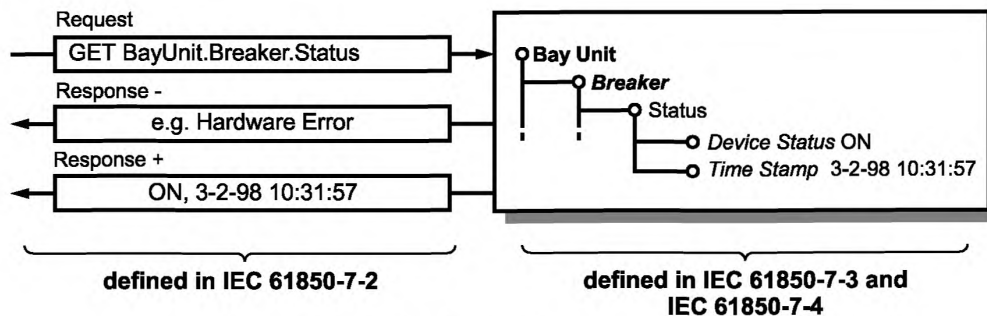 Request
GET BayUnit.Breaker.Status
Response -
e.g. Hardware Error
Response +
ON, 3-2-98 10:31:57
Bay Unit
Breaker
Status
Device Status ON
Time Stamp 3-2-98 10:31:57
defined in IEC 61850-7-2
defined in IEC 61850-7-3 and
IEC 61850-7-4